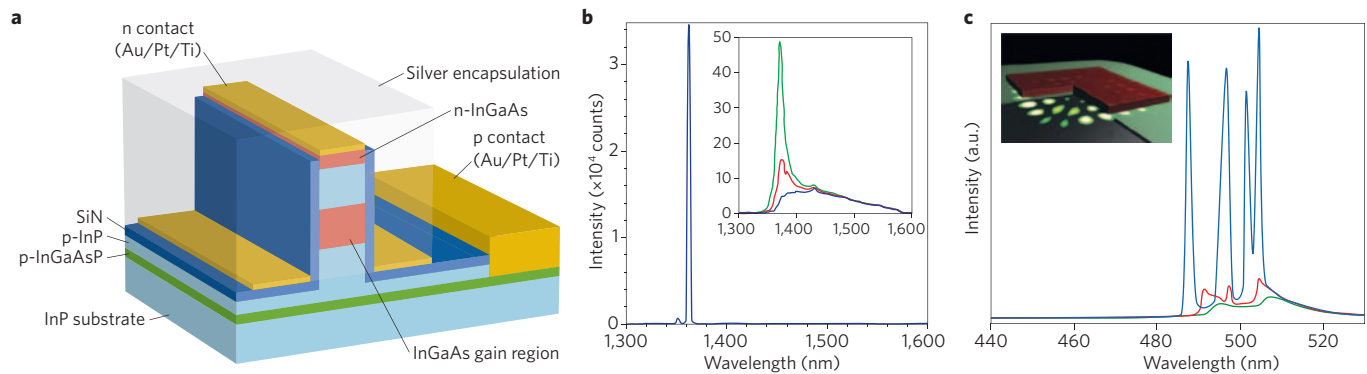 a
n contact
(Au/Pt/Ti)
Silver encapsulation
n-InGaAs
p contact
(Au/Pt/Ti)
SiN
p-InP
p-InGaAsP
InP substrate
InGaAs gain region
b
Intensity (×10⁴ counts)
3
2
1
0
1,300
1,400
1,500
1,600
Wavelength (nm)
50
40
30
20
10
0
1,300
1,400
1,500
1,600
c
Intensity (a.u.)
440
460
480
500
520
Wavelength (nm)